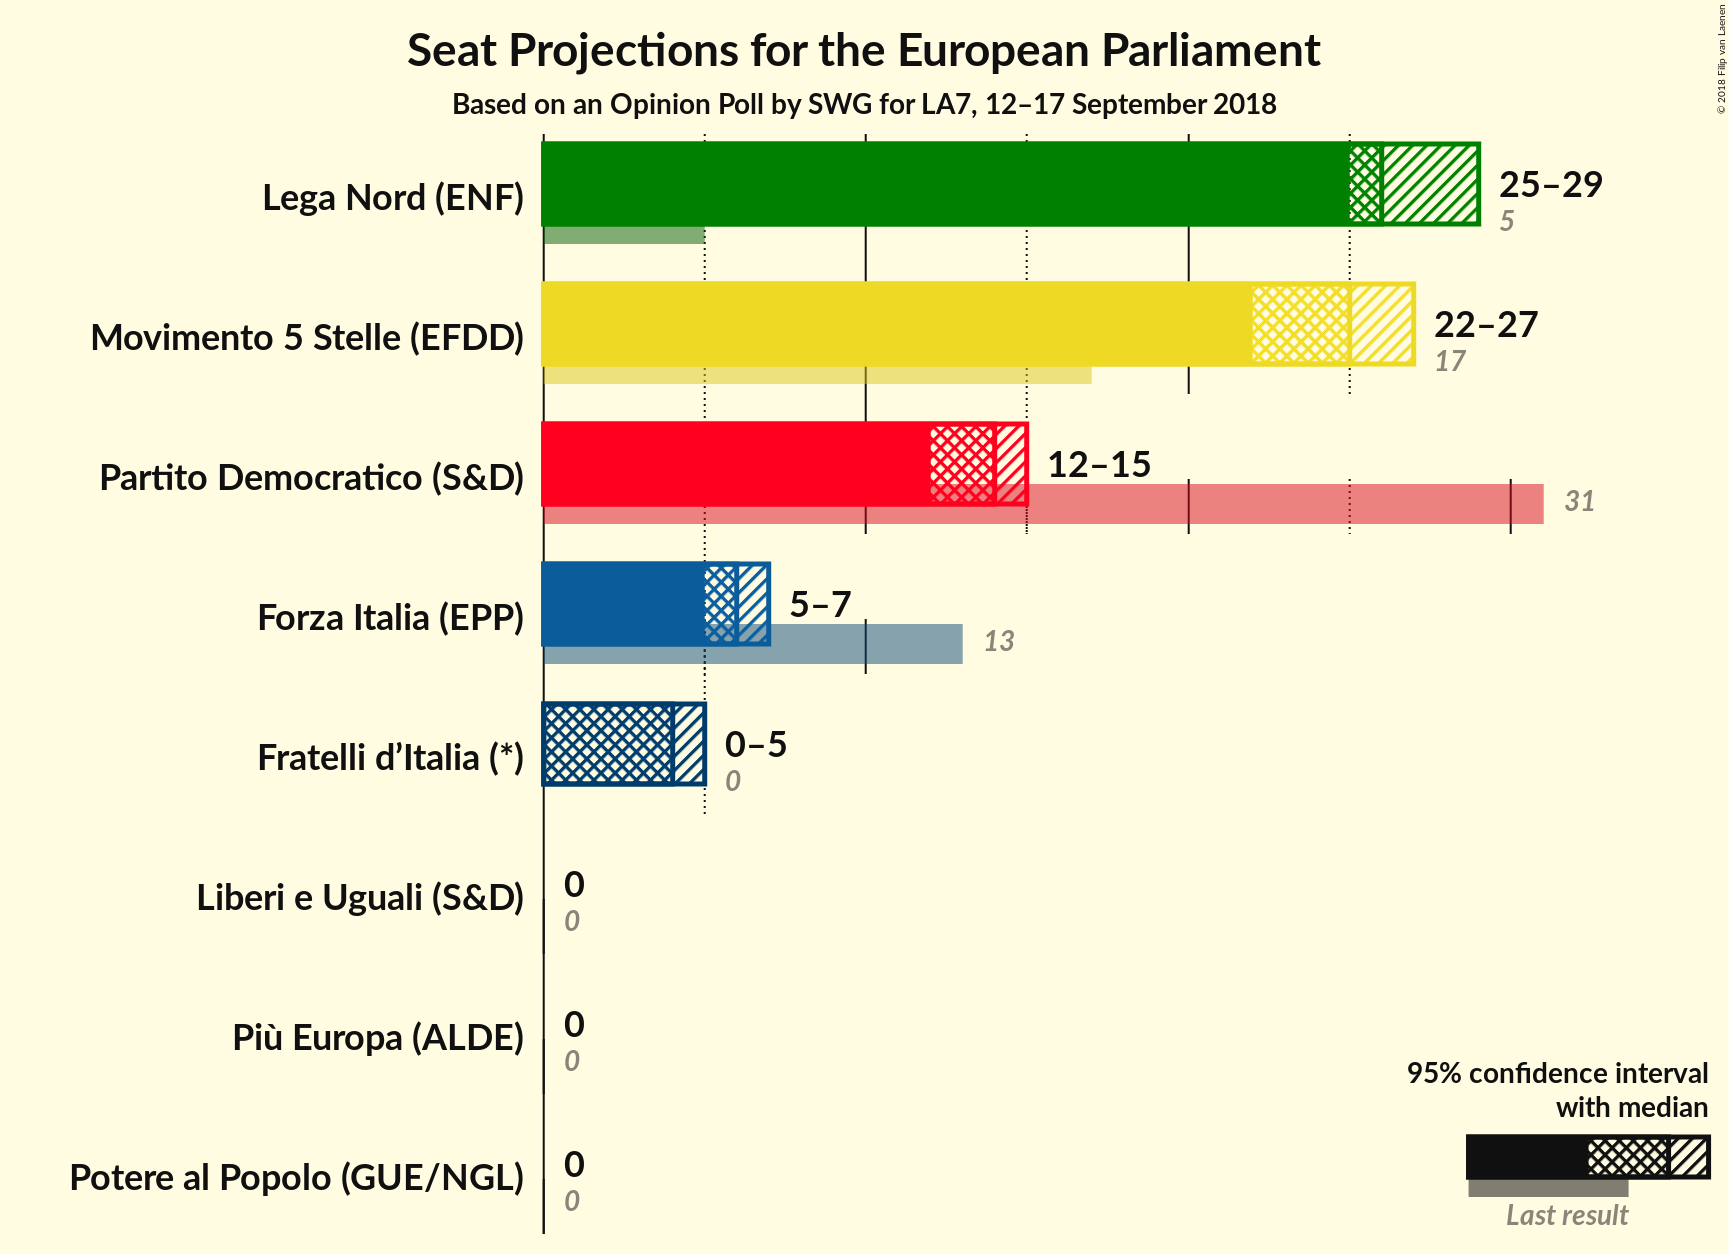 Seat Projections for the European Parliament
Based on an Opinion Poll by SWG for LA7, 12–17 September 2018
© 2018 Filip van Laenen
Lega Nord (ENF)
25–29
5
Movimento 5 Stelle (EFDD)
22–27
17
Partito Democratico (S&D)
12–15
31
Forza Italia (EPP)
5–7
13
Fratelli d’Italia (*)
0–5
0
Liberi e Uguali (S&D)
0
0
Più Europa (ALDE)
0
0
Potere al Popolo (GUE/NGL)
0
0
95% confidence interval
with median
Last result